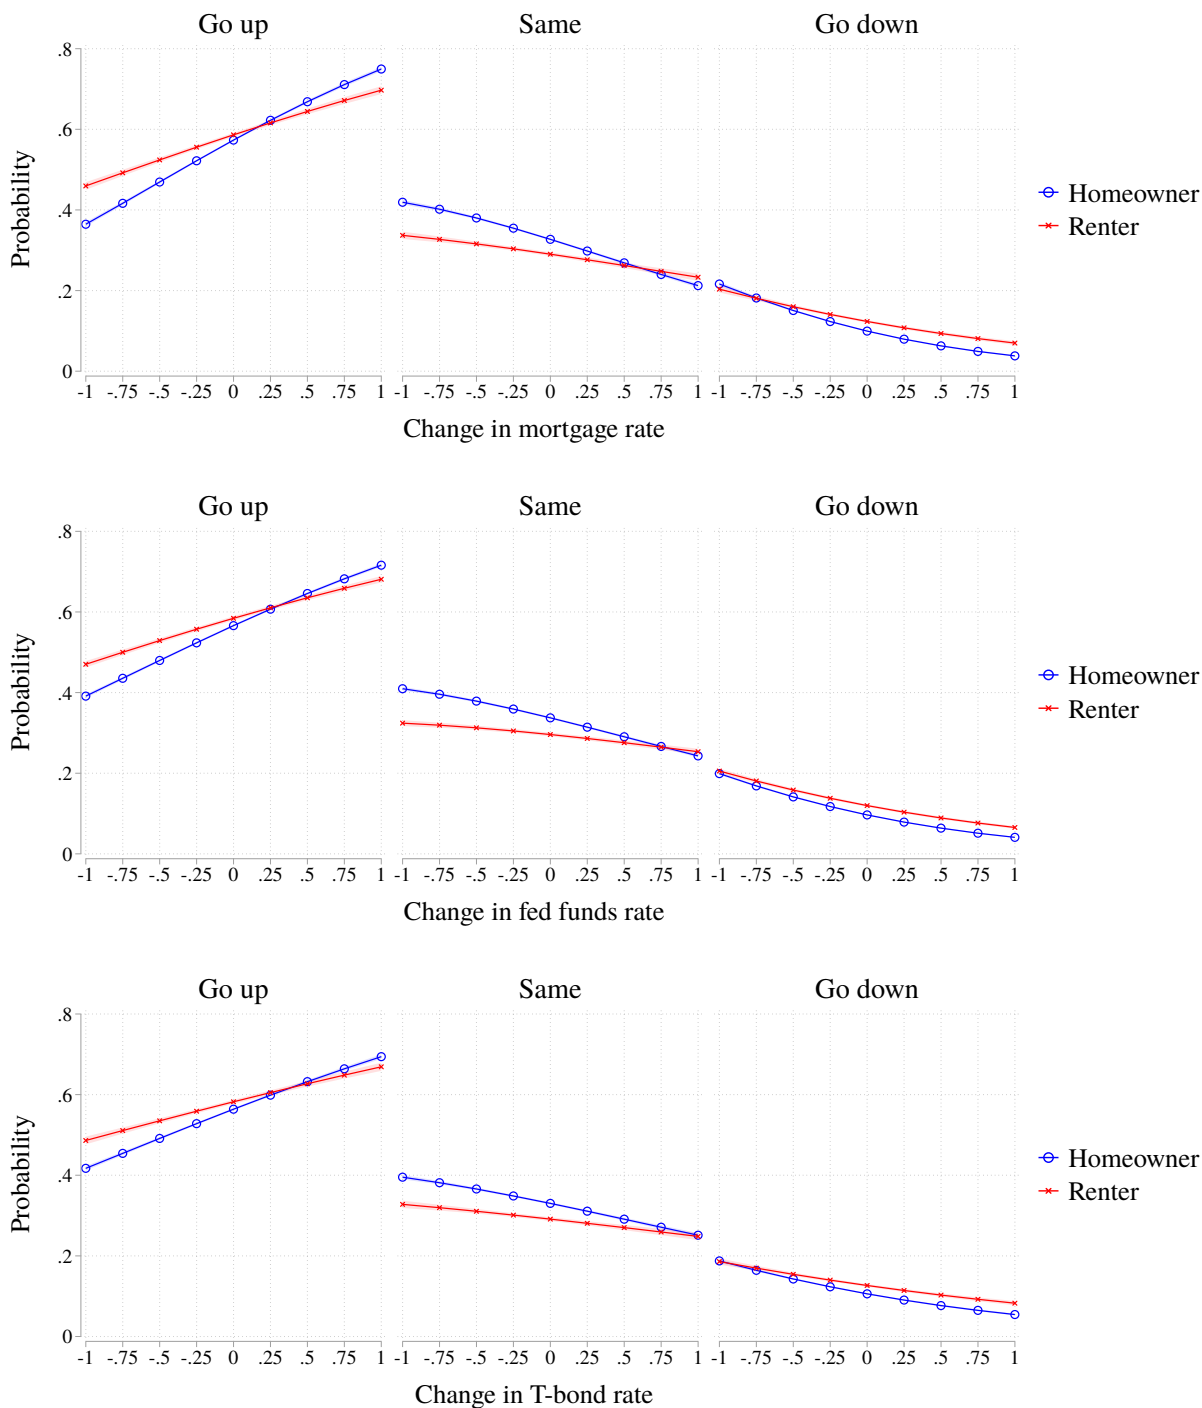 Go up Same Go down
Probability
.8
.6
.4
.2
0
-1 -.75 -.5 -.25 0 .25 .5 .75 1 -1 -.75 -.5 -.25 0 .25 .5 .75 1 -1 -.75 -.5 -.25 0 .25 .5 .75 1
Change in mortgage rate
Homeowner
Renter
Go up Same Go down
Probability
.8
.6
.4
.2
0
-1 -.75 -.5 -.25 0 .25 .5 .75 1 -1 -.75 -.5 -.25 0 .25 .5 .75 1 -1 -.75 -.5 -.25 0 .25 .5 .75 1
Change in fed funds rate
Homeowner
Renter
Go up Same Go down
Probability
.8
.6
.4
.2
0
-1 -.75 -.5 -.25 0 .25 .5 .75 1 -1 -.75 -.5 -.25 0 .25 .5 .75 1 -1 -.75 -.5 -.25 0 .25 .5 .75 1
Change in T-bond rate
Homeowner
Renter